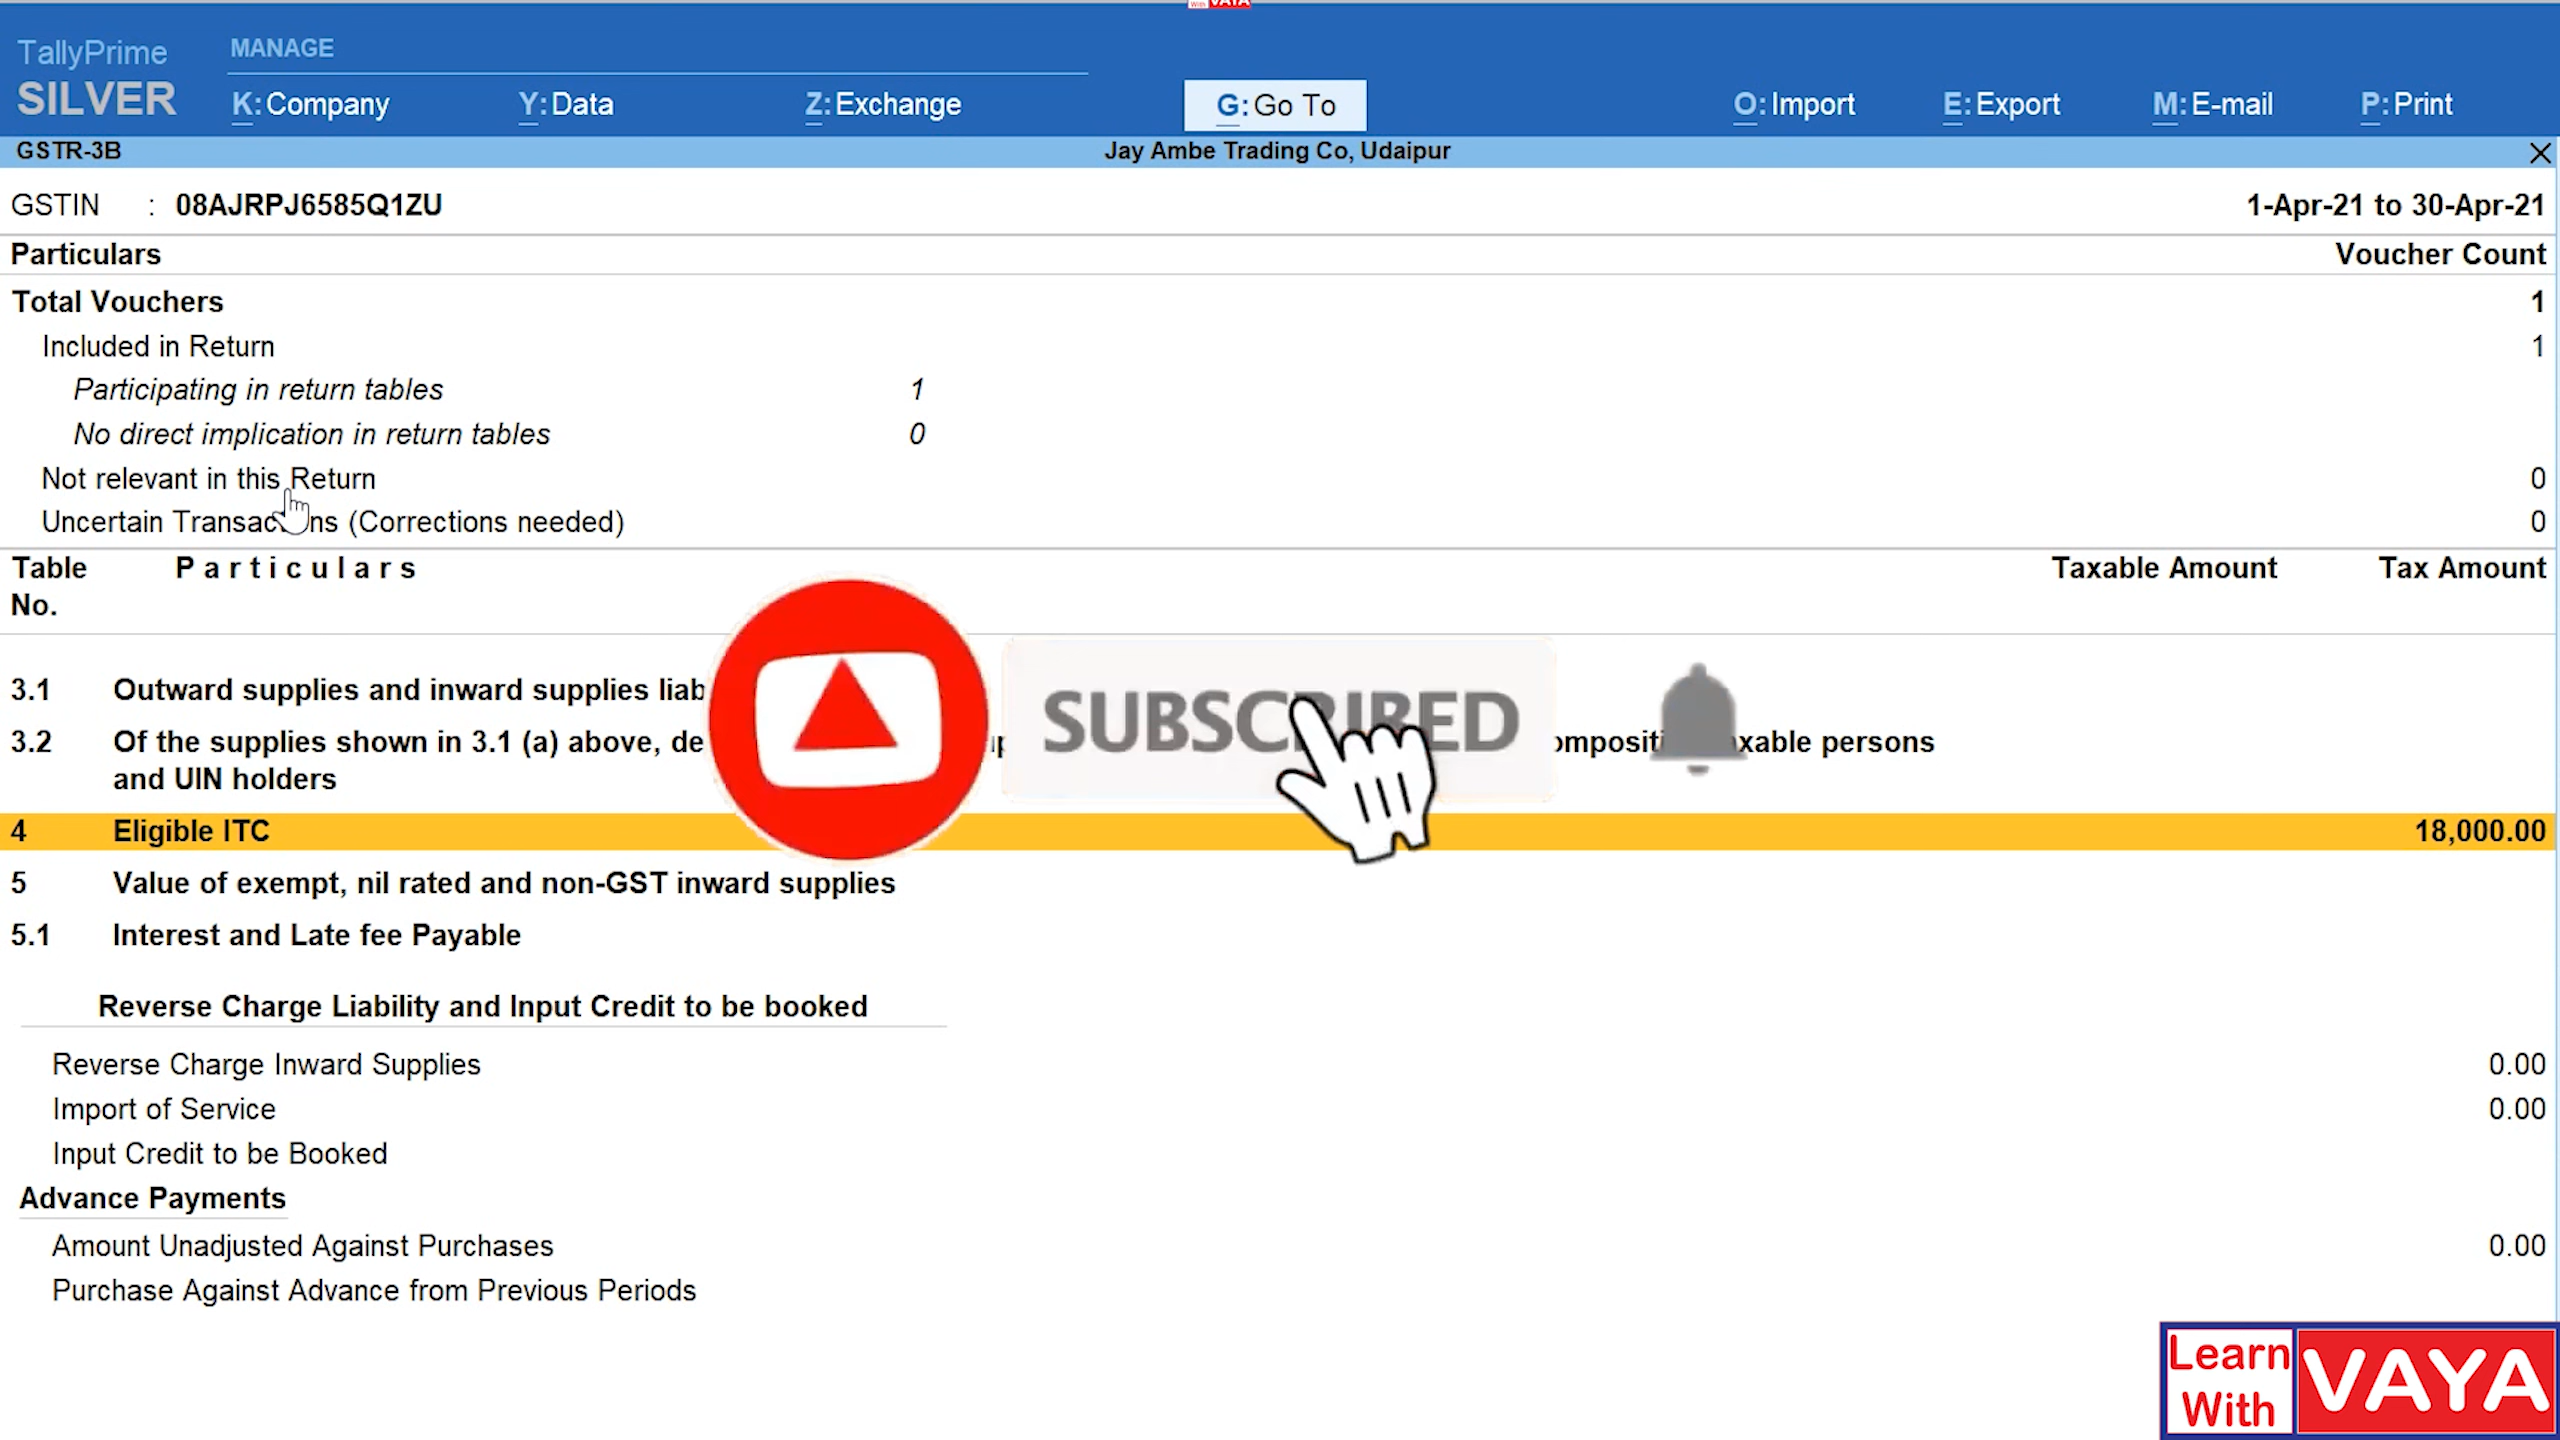 With VAYA
TallyPrime
MANAGE
SILVER
K:Company
Y:Data
Z:Exchange
G:Go To
O:Import
E:Export
M:E-mail
P:Print
GSTR-3B
Jay Ambe Trading Co, Udaipur
GSTIN : 08AJRPJ6585Q1ZU
1-Apr-21 to 30-Apr-21
Particulars Voucher Count
Total Vouchers 1
Included in Return 1
Participating in return tables 1
No direct implication in return tables 0
Not relevant in this Return 0
Uncertain Transac ns (Corrections needed) 0
Table No. Particulars Taxable Amount Tax Amount
3.1 Outward supplies and inward supplies liab
SUBSCRIBED
3.2 Of the supplies shown in 3.1 (a) above, de ompositi xable persons
and UIN holders
4 Eligible ITC 18,000.00
5 Value of exempt, nil rated and non-GST inward supplies
5.1 Interest and Late fee Payable
Reverse Charge Liability and Input Credit to be booked
Reverse Charge Inward Supplies 0.00
Import of Service 0.00
Input Credit to be Booked
Advance Payments
Amount Unadjusted Against Purchases 0.00
Purchase Against Advance from Previous Periods
Learn With VAYA